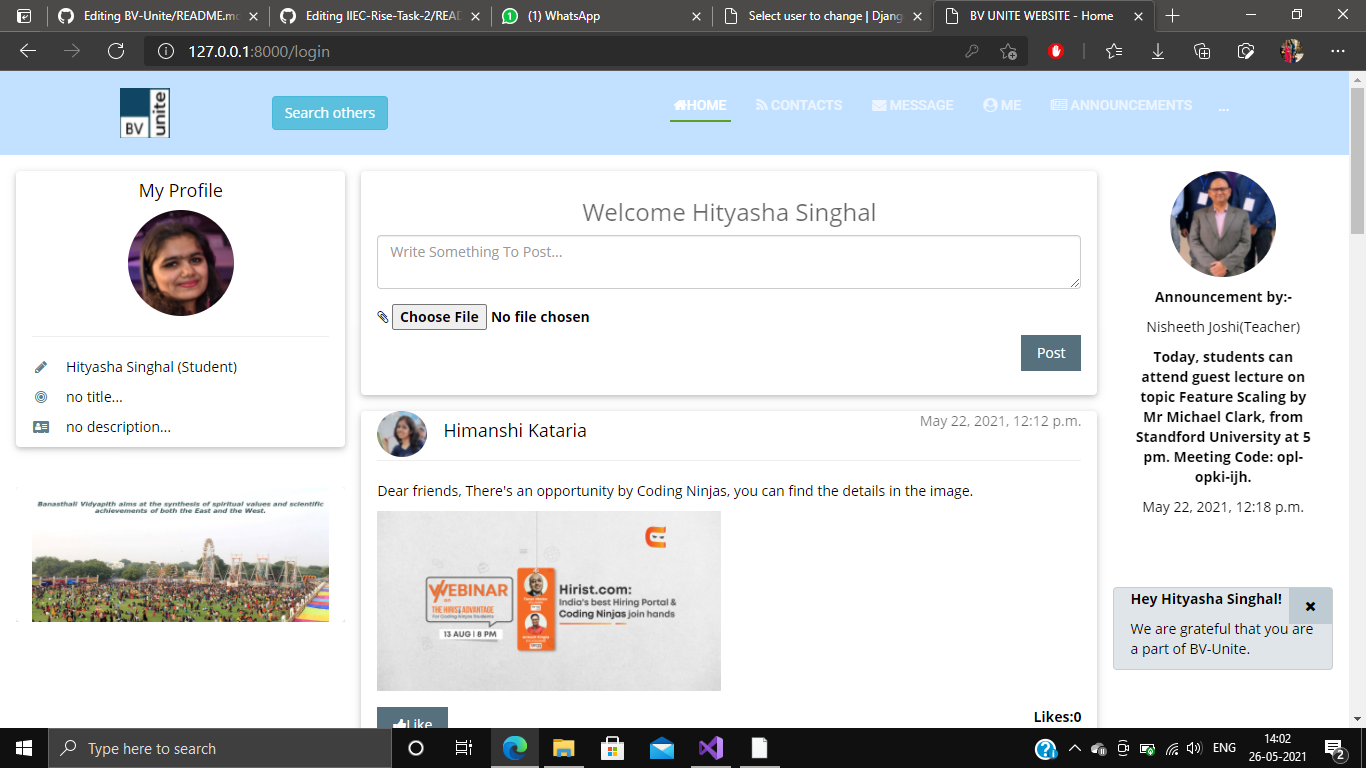 Editing BV-Unite/README.m
Editing IIEC-Rise-Task-2/READ
(1) WhatsApp
Select user to change | Djang
BV UNITE WEBSITE - Home
127.0.0.1:8000/login
BV unite
Search others
HOME
CONTACTS
MESSAGE
ME
ANNOUNCEMENTS
...
My Profile
Hityasha Singhal (Student)
no title...
no description...
Banasthali Vidyapith aims at the synthesis of spiritual values and scientific
achievements of both the East and the West.
Welcome Hityasha Singhal
Write Something To Post...
Choose File No file chosen
Post
Himanshi Kataria
May 22, 2021, 12:12 p.m.
Dear friends, There's an opportunity by Coding Ninjas, you can find the details in the image.
WEBINAR
on
THE HIRIST ADVANTAGE
For Coding Ninjas Students
13 AUG | 8 PM
Hirist.com:
India's best Hiring Portal &
Coding Ninjas join hands
Like
Likes:0
Announcement by:-
Nisheeth Joshi(Teacher)
Today, students can
attend guest lecture on
topic Feature Scaling by
Mr Michael Clark, from
Standford University at 5
pm. Meeting Code: opl-
opki-ijh.
May 22, 2021, 12:18 p.m.
Hey Hityasha Singhal!
We are grateful that you are
a part of BV-Unite.
Type here to search
ENG
14:02
26-05-2021
2